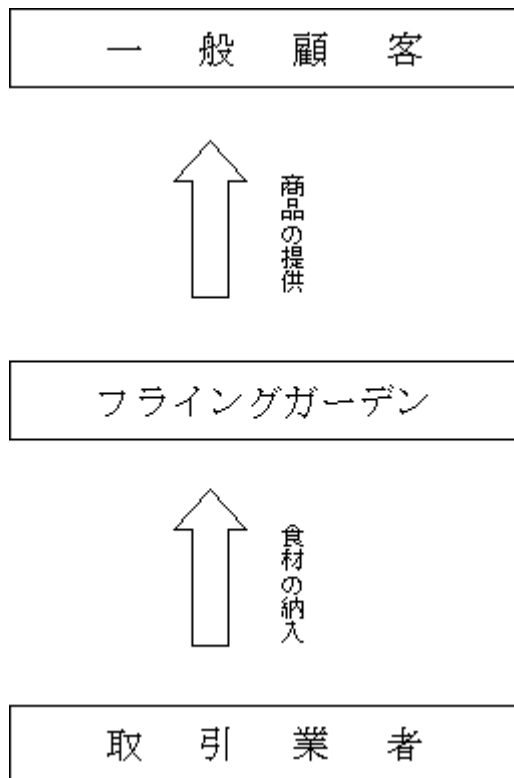 一般顧客
商品の提供
フライングガーデン
食材の納入
取引業者